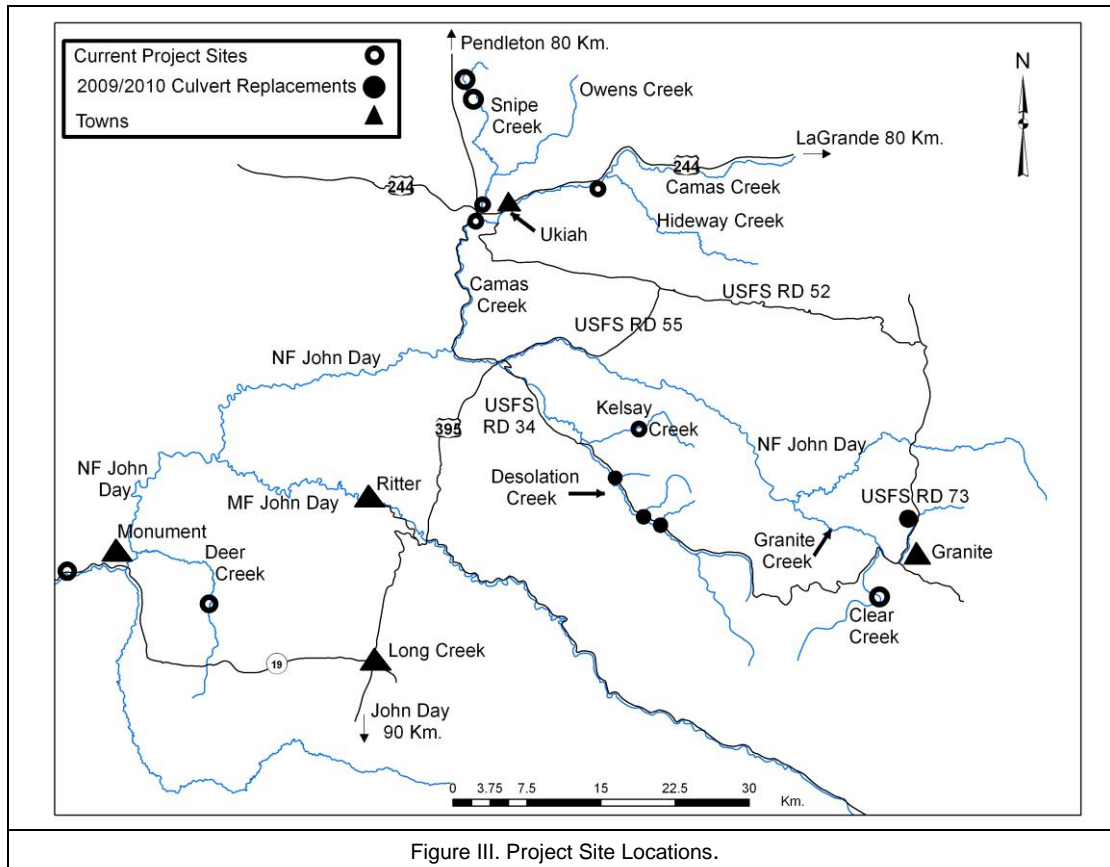 Current Project Sites
2009/2010 Culvert Replacements
Towns
Pendleton 80 Km.
N
Owens Creek
Snipe
Creek
LaGrande 80 Km.
244
244
Camas Creek
Hideway Creek
Ukiah
Camas
Creek
USFS RD 52
USFS RD 55
NF John Day
USFS
RD 34
Kelsay
Creek
395
NF John Day
NF John
Day
Desolation
Creek
Ritter
MF John Day
USFS RD 73
Monument
Deer
Creek
Granite
Creek
Granite
Clear
Creek
19
Long Creek
John Day
90 Km.
0 3.75 7.5 15 22.5 30
Km.
Figure III. Project Site Locations.